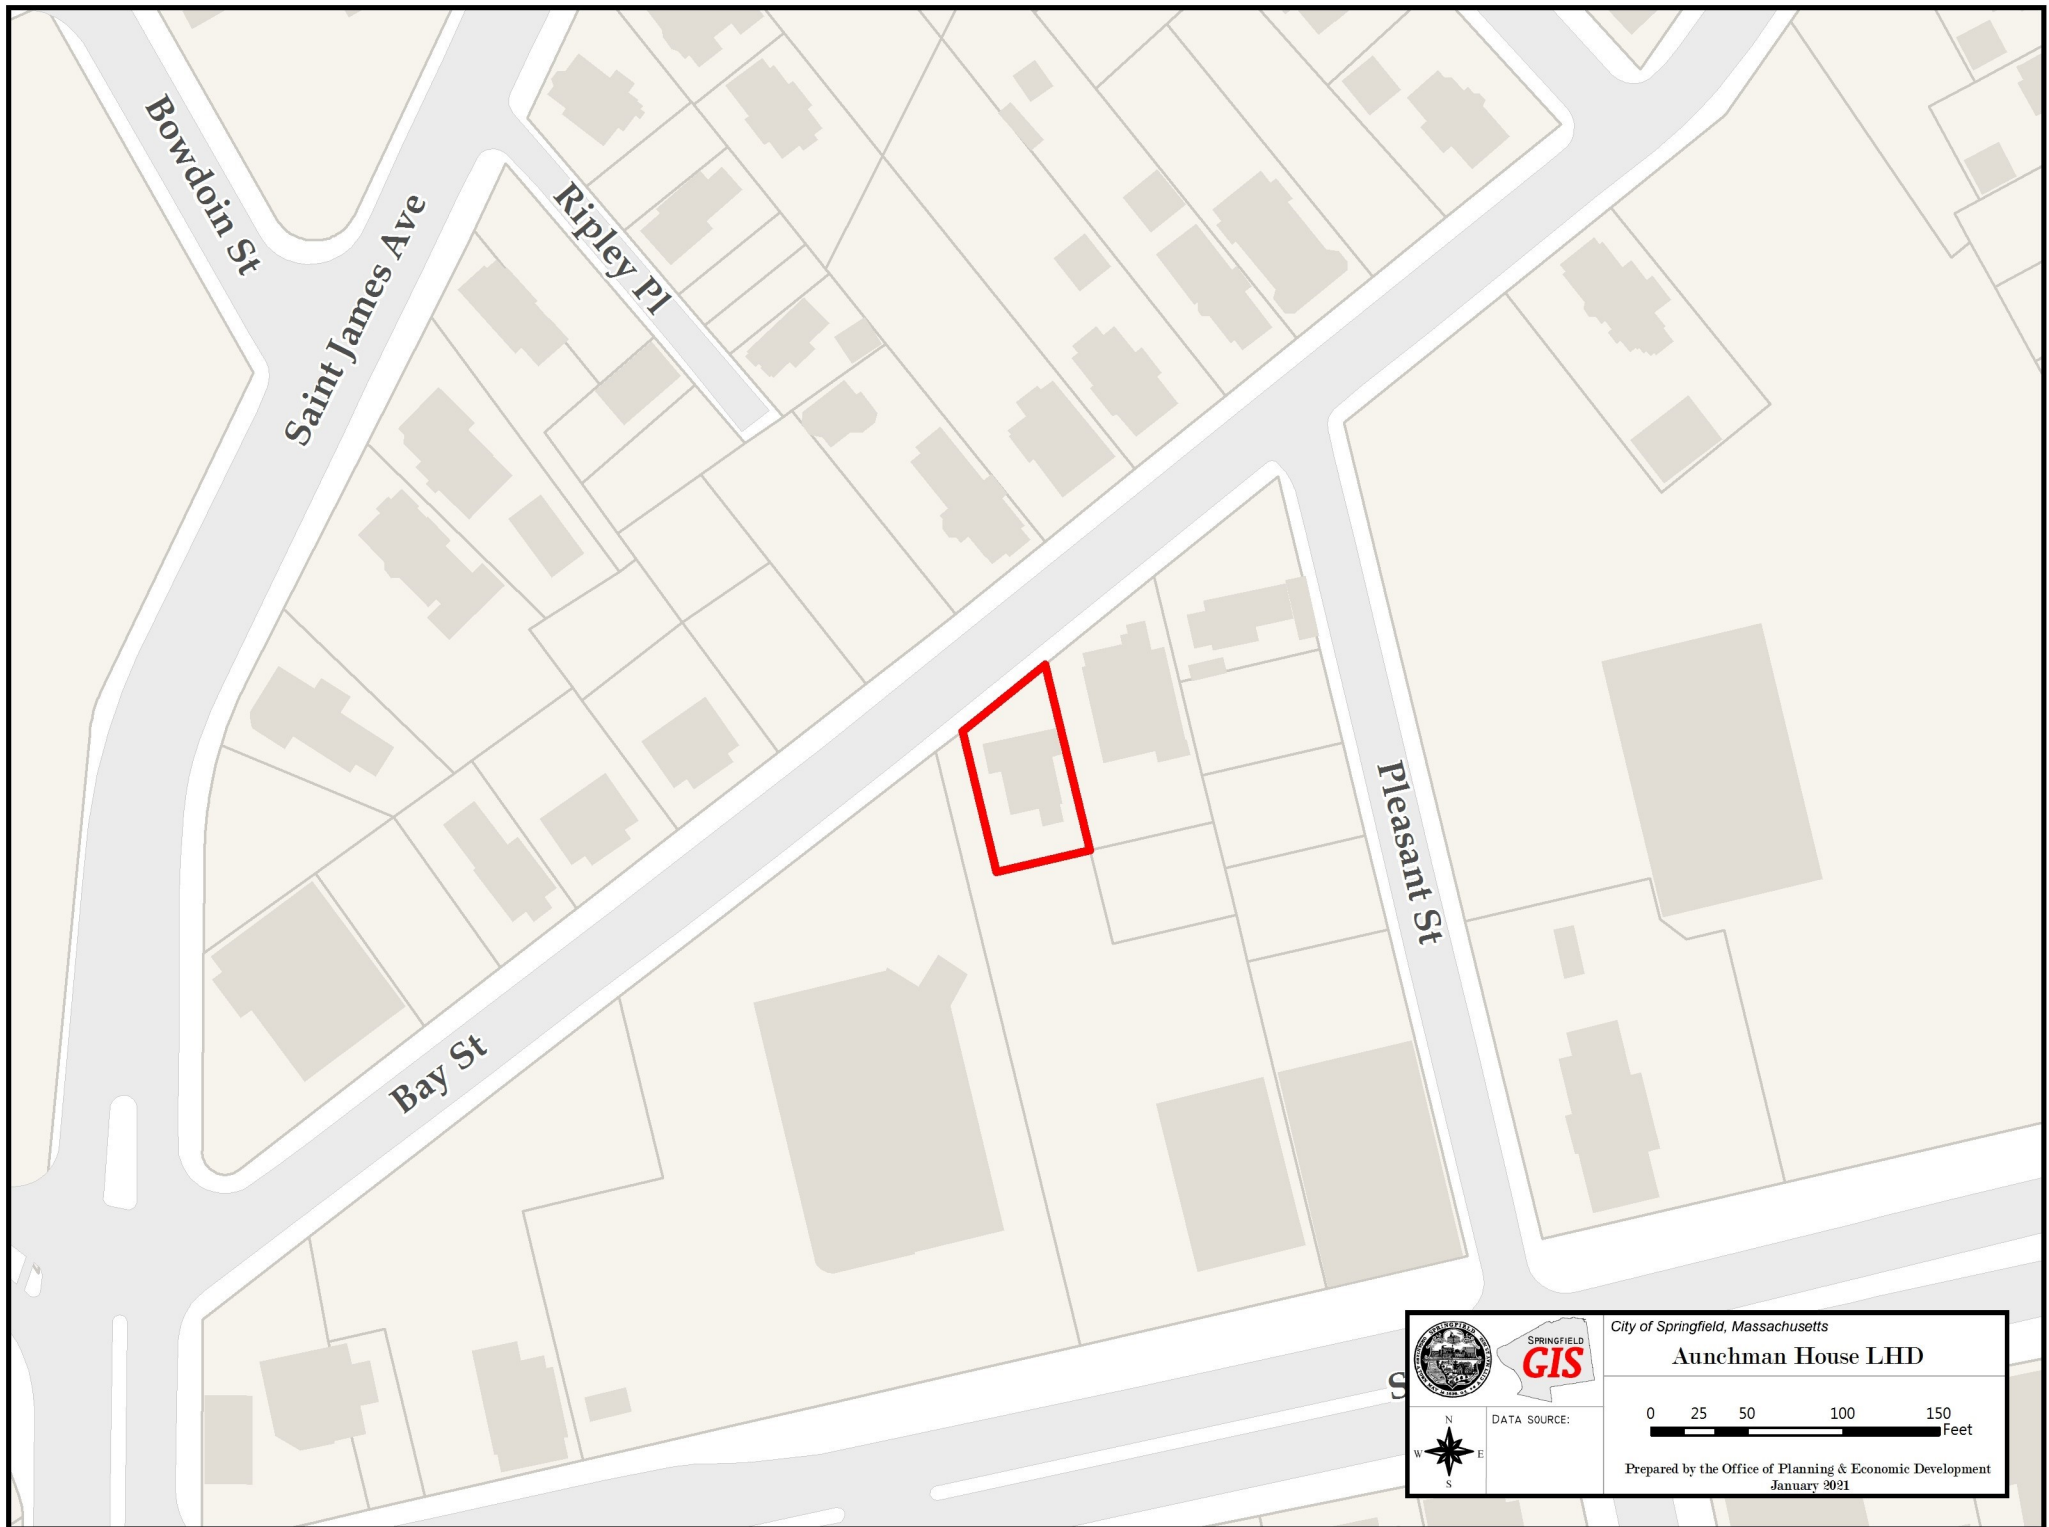 Bowdoin St
Saint James Ave
Ripley Pl
Pleasant St
Bay St
S
SPRINGFIELD
GIS
City of Springfield, Massachusetts
Aunchman House LHD
N
W E
S
DATA SOURCE:
0 25 50 100 150
Feet
Prepared by the Office of Planning & Economic Development
January 2021